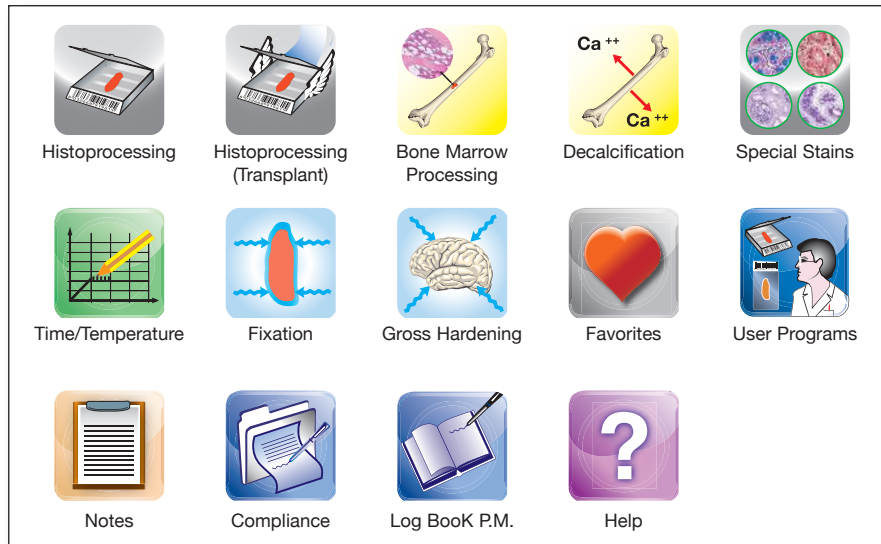 Ca ++
Ca ++
Histoprocessing
Histoprocessing
(Transplant)
Bone Marrow
Processing
Decalcification
Special Stains
Time/Temperature
Fixation
Gross Hardening
Favorites
User Programs
Notes
Compliance
Log BooK P.M.
Help
?